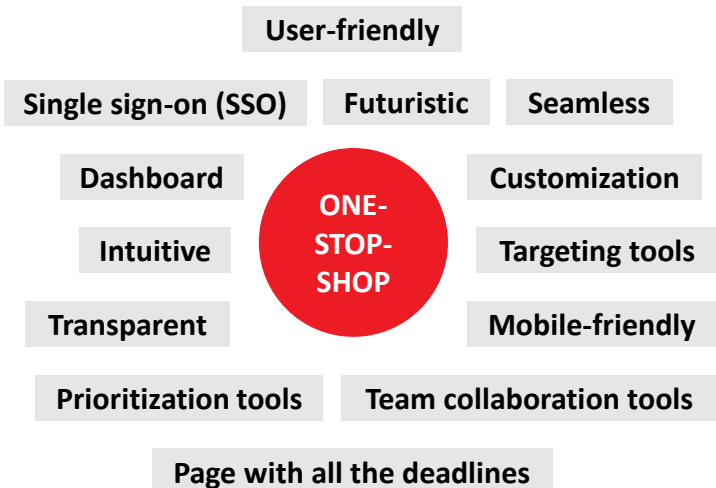 User-friendly
Single sign-on (SSO)
Futuristic
Seamless
Dashboard
Customization
ONE-
STOP-
SHOP
Intuitive
Targeting tools
Transparent
Mobile-friendly
Prioritization tools
Team collaboration tools
Page with all the deadlines